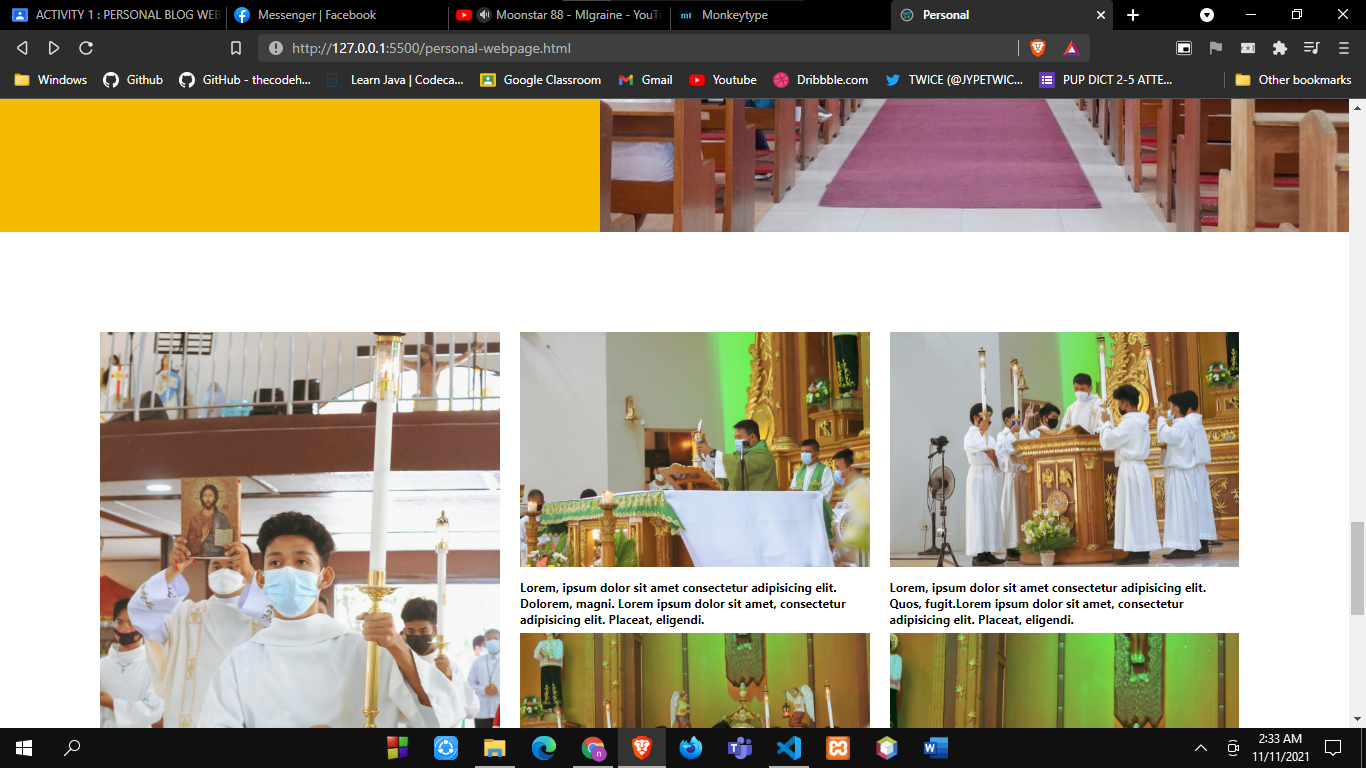 ACTIVITY 1 : PERSONAL BLOG WEB
Messenger | Facebook
Moonstar 88 - MIgraine - YouT
mt Monkeytype
Personal
http://127.0.0.1:5500/personal-webpage.html
Windows
Github
GitHub - thecodeh...
Learn Java | Codeca...
Google Classroom
Gmail
Youtube
Dribbble.com
TWICE (@JYPETWIC...
PUP DICT 2-5 ATTE...
Other bookmarks
Lorem, ipsum dolor sit amet consectetur adipisicing elit.
Dolorem, magni. Lorem ipsum dolor sit amet, consectetur
adipisicing elit. Placeat, eligendi.
Lorem, ipsum dolor sit amet consectetur adipisicing elit.
Quos, fugit.Lorem ipsum dolor sit amet, consectetur
adipisicing elit. Placeat, eligendi.
2:33 AM
11/11/2021